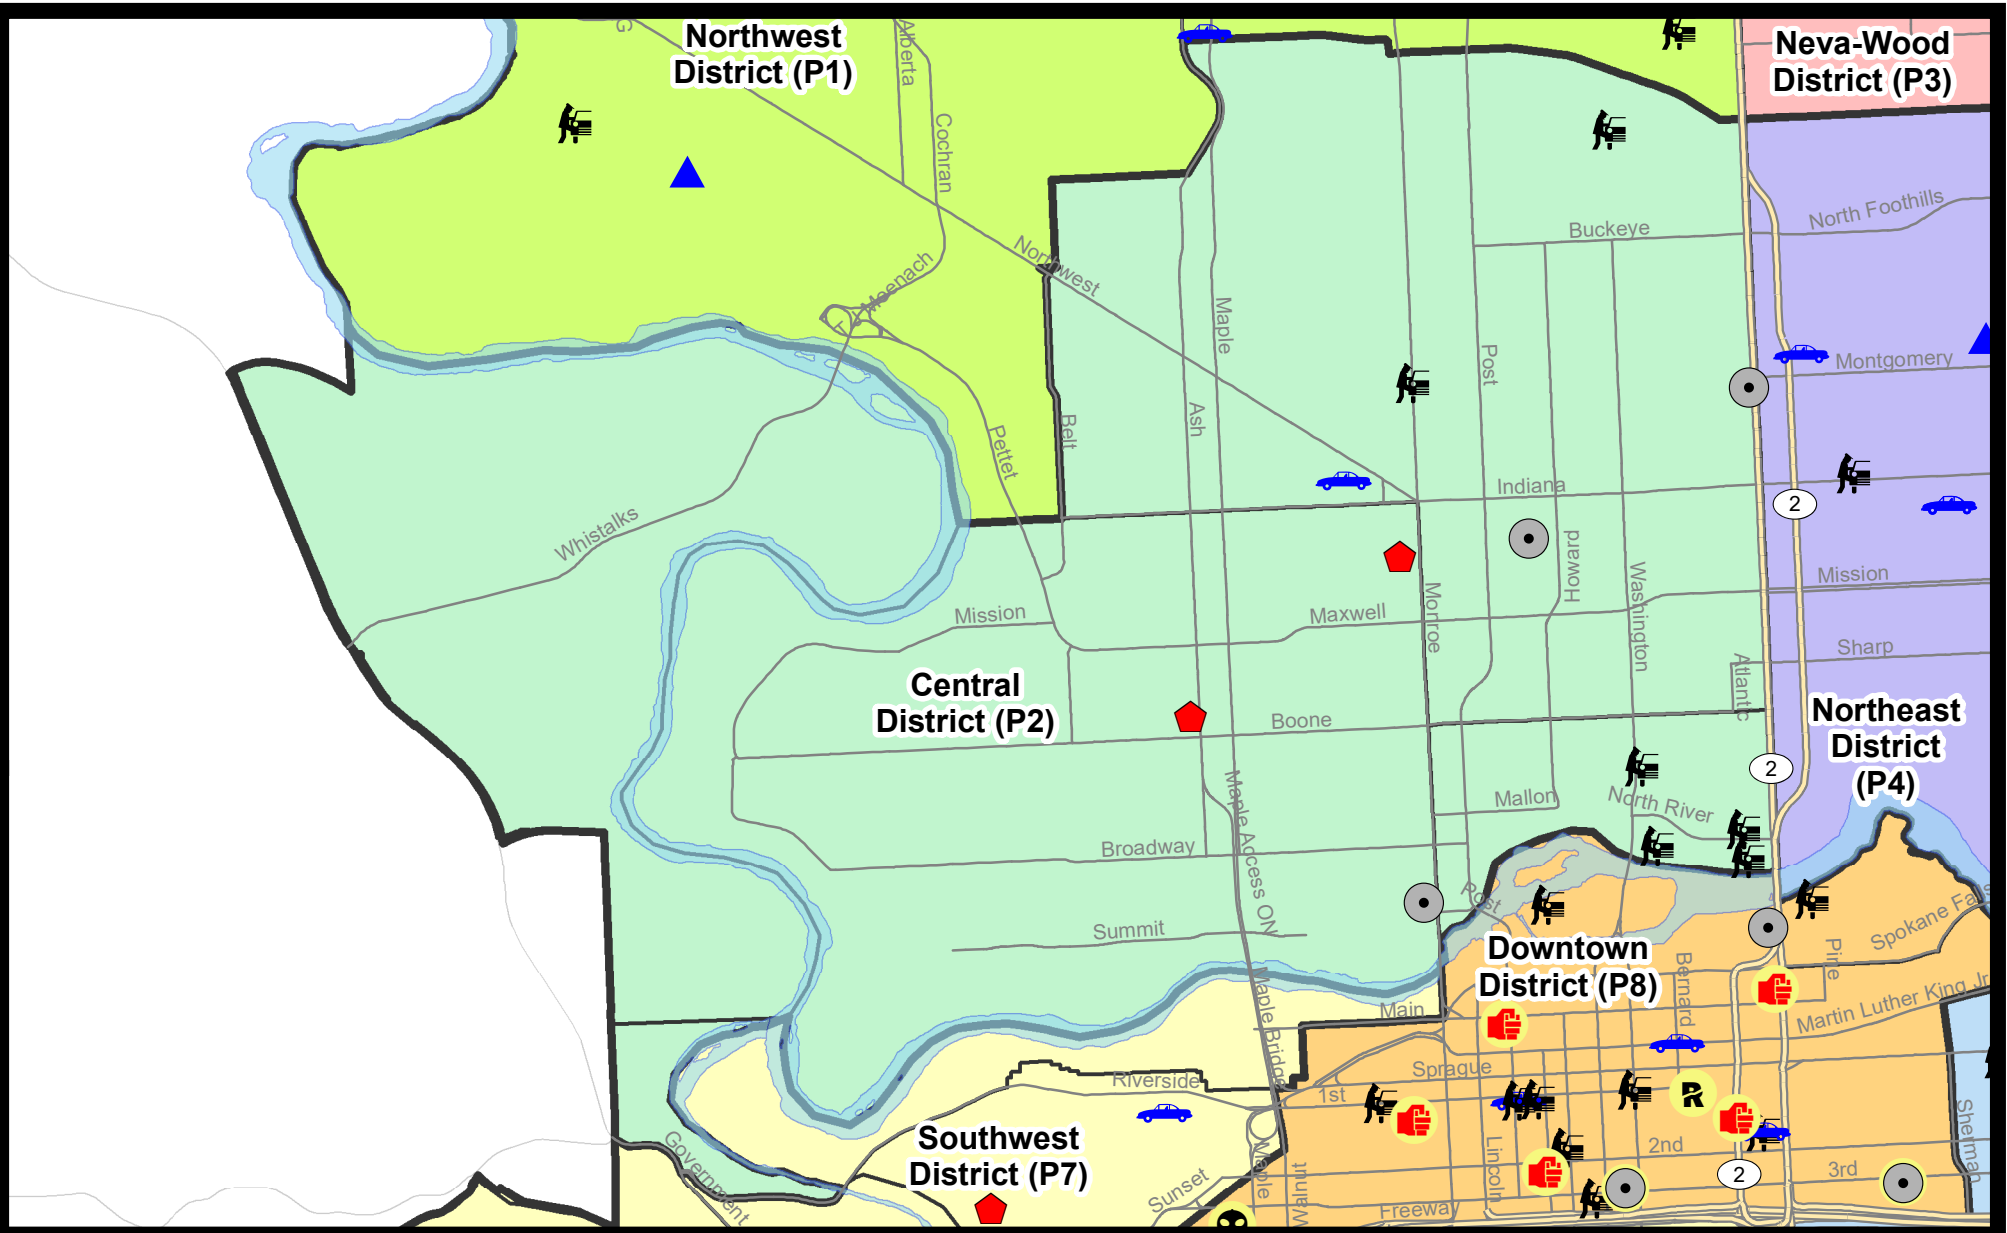 Northwest
District (P1)
Neva-Wood
District (P3)
G
Alberta
Cochran
North Foothills
Buckeye
Northwest
T J Meenach
Maple
Post
Montgomery
Ash
Belt
Pettet
Indiana
2
Whistalks
Howard
Washington
Mission
Mission
Maxwell
Monroe
Sharp
Atlantic
Central
District (P2)
Boone
Northeast
District
(P4)
2
Maple Access ON
Mallon
North River
Broadway
Post
Summit
Spokane Fa
Downtown
District (P8)
Bernard
Pine
Main
Martin Luther King Jr
Maple Bridge
Riverside
Sprague
1st
Sherman
Southwest
District (P7)
Government
Sunset
Maple
Walnut
Lincoln
2nd
3rd
2
Freeway
R